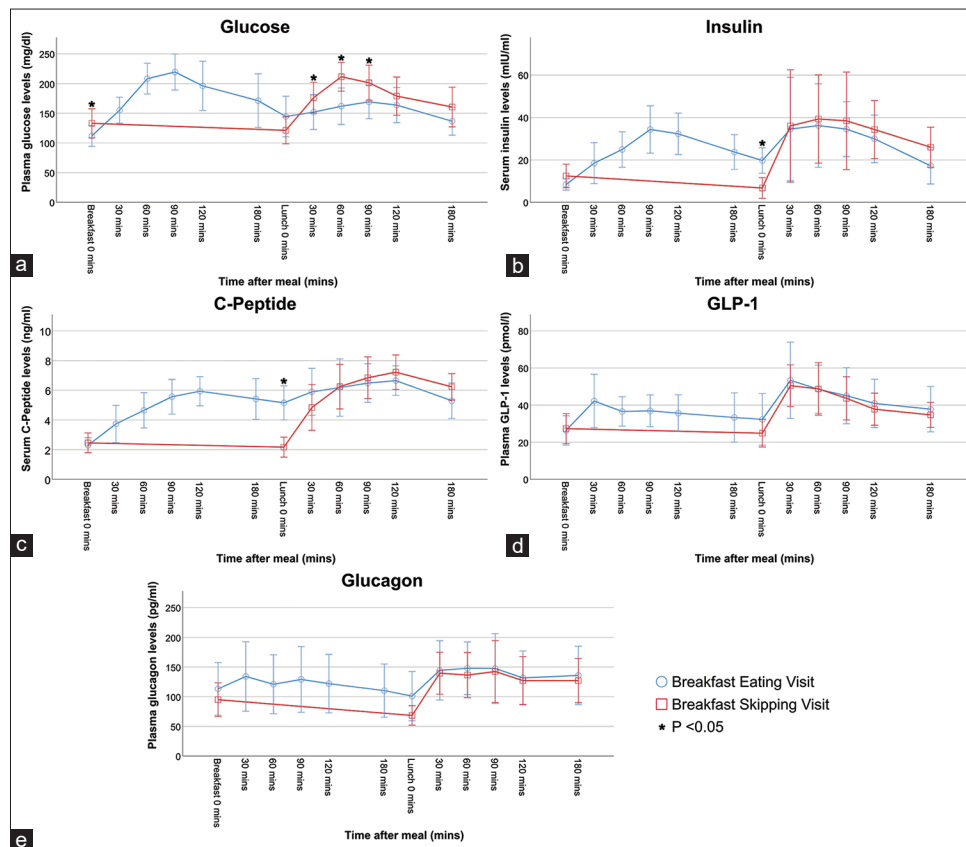 Glucose
Plasma glucose levels (mg/dl)
250
200
150
100
50
0
*
*
*
*
Breakfast 0 mins
30 mins
60 mins
90 mins
120 mins
180 mins
Lunch 0 mins
30 mins
60 mins
90 mins
120 mins
180 mins
Time after meal (mins)
a
Insulin
Serum insulin levels (mIU/ml)
60
40
20
0
*
Breakfast 0 mins
30 mins
60 mins
90 mins
120 mins
180 mins
Lunch 0 mins
30 mins
60 mins
90 mins
120 mins
180 mins
Time after meal (mins)
b
C-Peptide
Serum C-Peptide levels (ng/ml)
10
8
6
4
2
0
*
Breakfast 0 mins
30 mins
60 mins
90 mins
120 mins
180 mins
Lunch 0 mins
30 mins
60 mins
90 mins
120 mins
180 mins
Time after meal (mins)
c
GLP-1
Plasma GLP-1 levels (pmol/l)
80
60
40
20
0
Breakfast 0 mins
30 mins
60 mins
90 mins
120 mins
180 mins
Lunch 0 mins
30 mins
60 mins
90 mins
120 mins
180 mins
Time after meal (mins)
d
Glucagon
Plasma glucagon levels (pg/ml)
250
200
150
100
50
0
Breakfast 0 mins
30 mins
60 mins
90 mins
120 mins
180 mins
Lunch 0 mins
30 mins
60 mins
90 mins
120 mins
180 mins
Time after meal (mins)
e
Breakfast Eating Visit
Breakfast Skipping Visit
* P <0.05